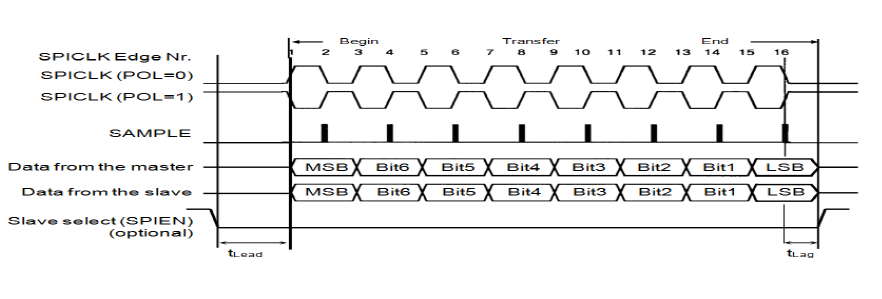 Begin Transfer End
SPICLK Edge Nr. 1 2 3 4 5 6 7 8 9 10 11 12 13 14 15 16
SPICLK (POL=0)
SPICLK (POL=1)
SAMPLE
Data from the master MSB Bit6 Bit5 Bit4 Bit3 Bit2 Bit1 LSB
Data from the slave MSB Bit6 Bit5 Bit4 Bit3 Bit2 Bit1 LSB
Slave select (SPIEN)
(optional)
tLead tLag